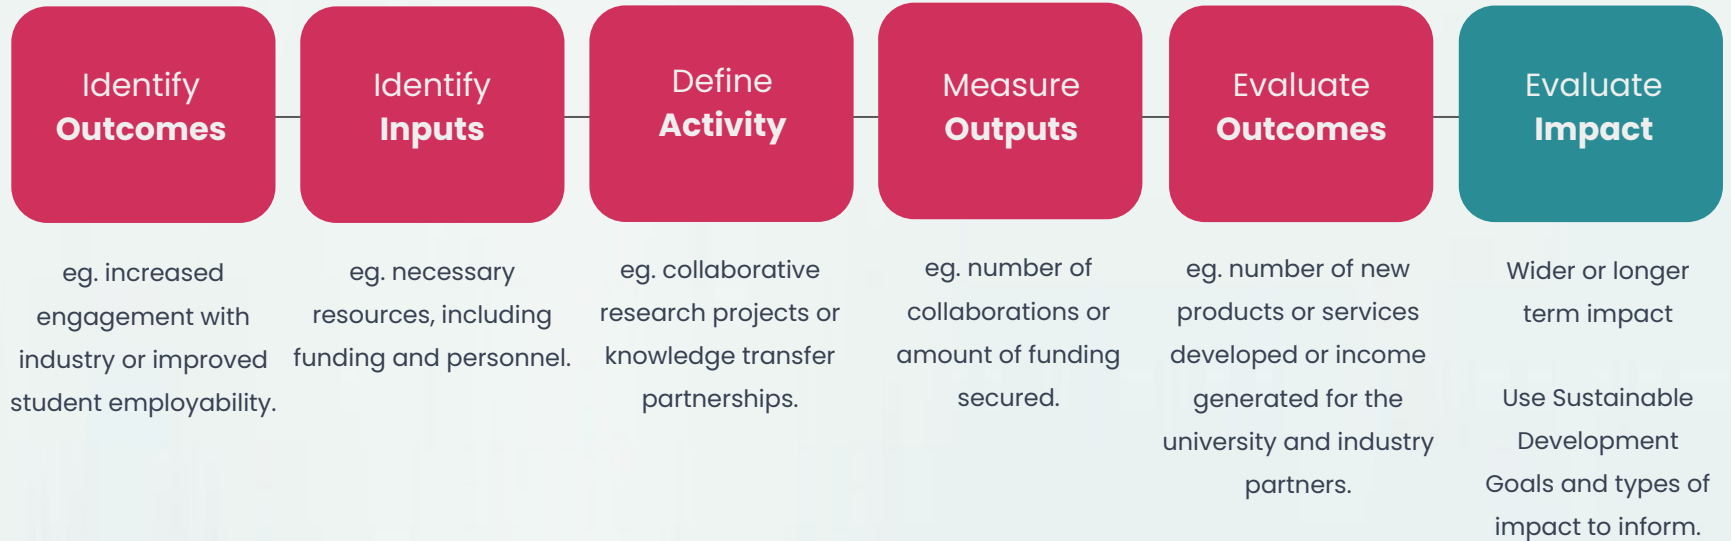 Identify
Outcomes
eg. increased
engagement with
industry or improved
student employability.
Identify
Inputs
eg. necessary
resources, including
funding and personnel.
Define
Activity
eg. collaborative
research projects or
knowledge transfer
partnerships.
Measure
Outputs
eg. number of
collaborations or
amount of funding
secured.
Evaluate
Outcomes
eg. number of new
products or services
developed or income
generated for the
university and industry
partners.
Evaluate
Impact
Wider or longer
term impact
Use Sustainable
Development
Goals and types of
impact to inform.